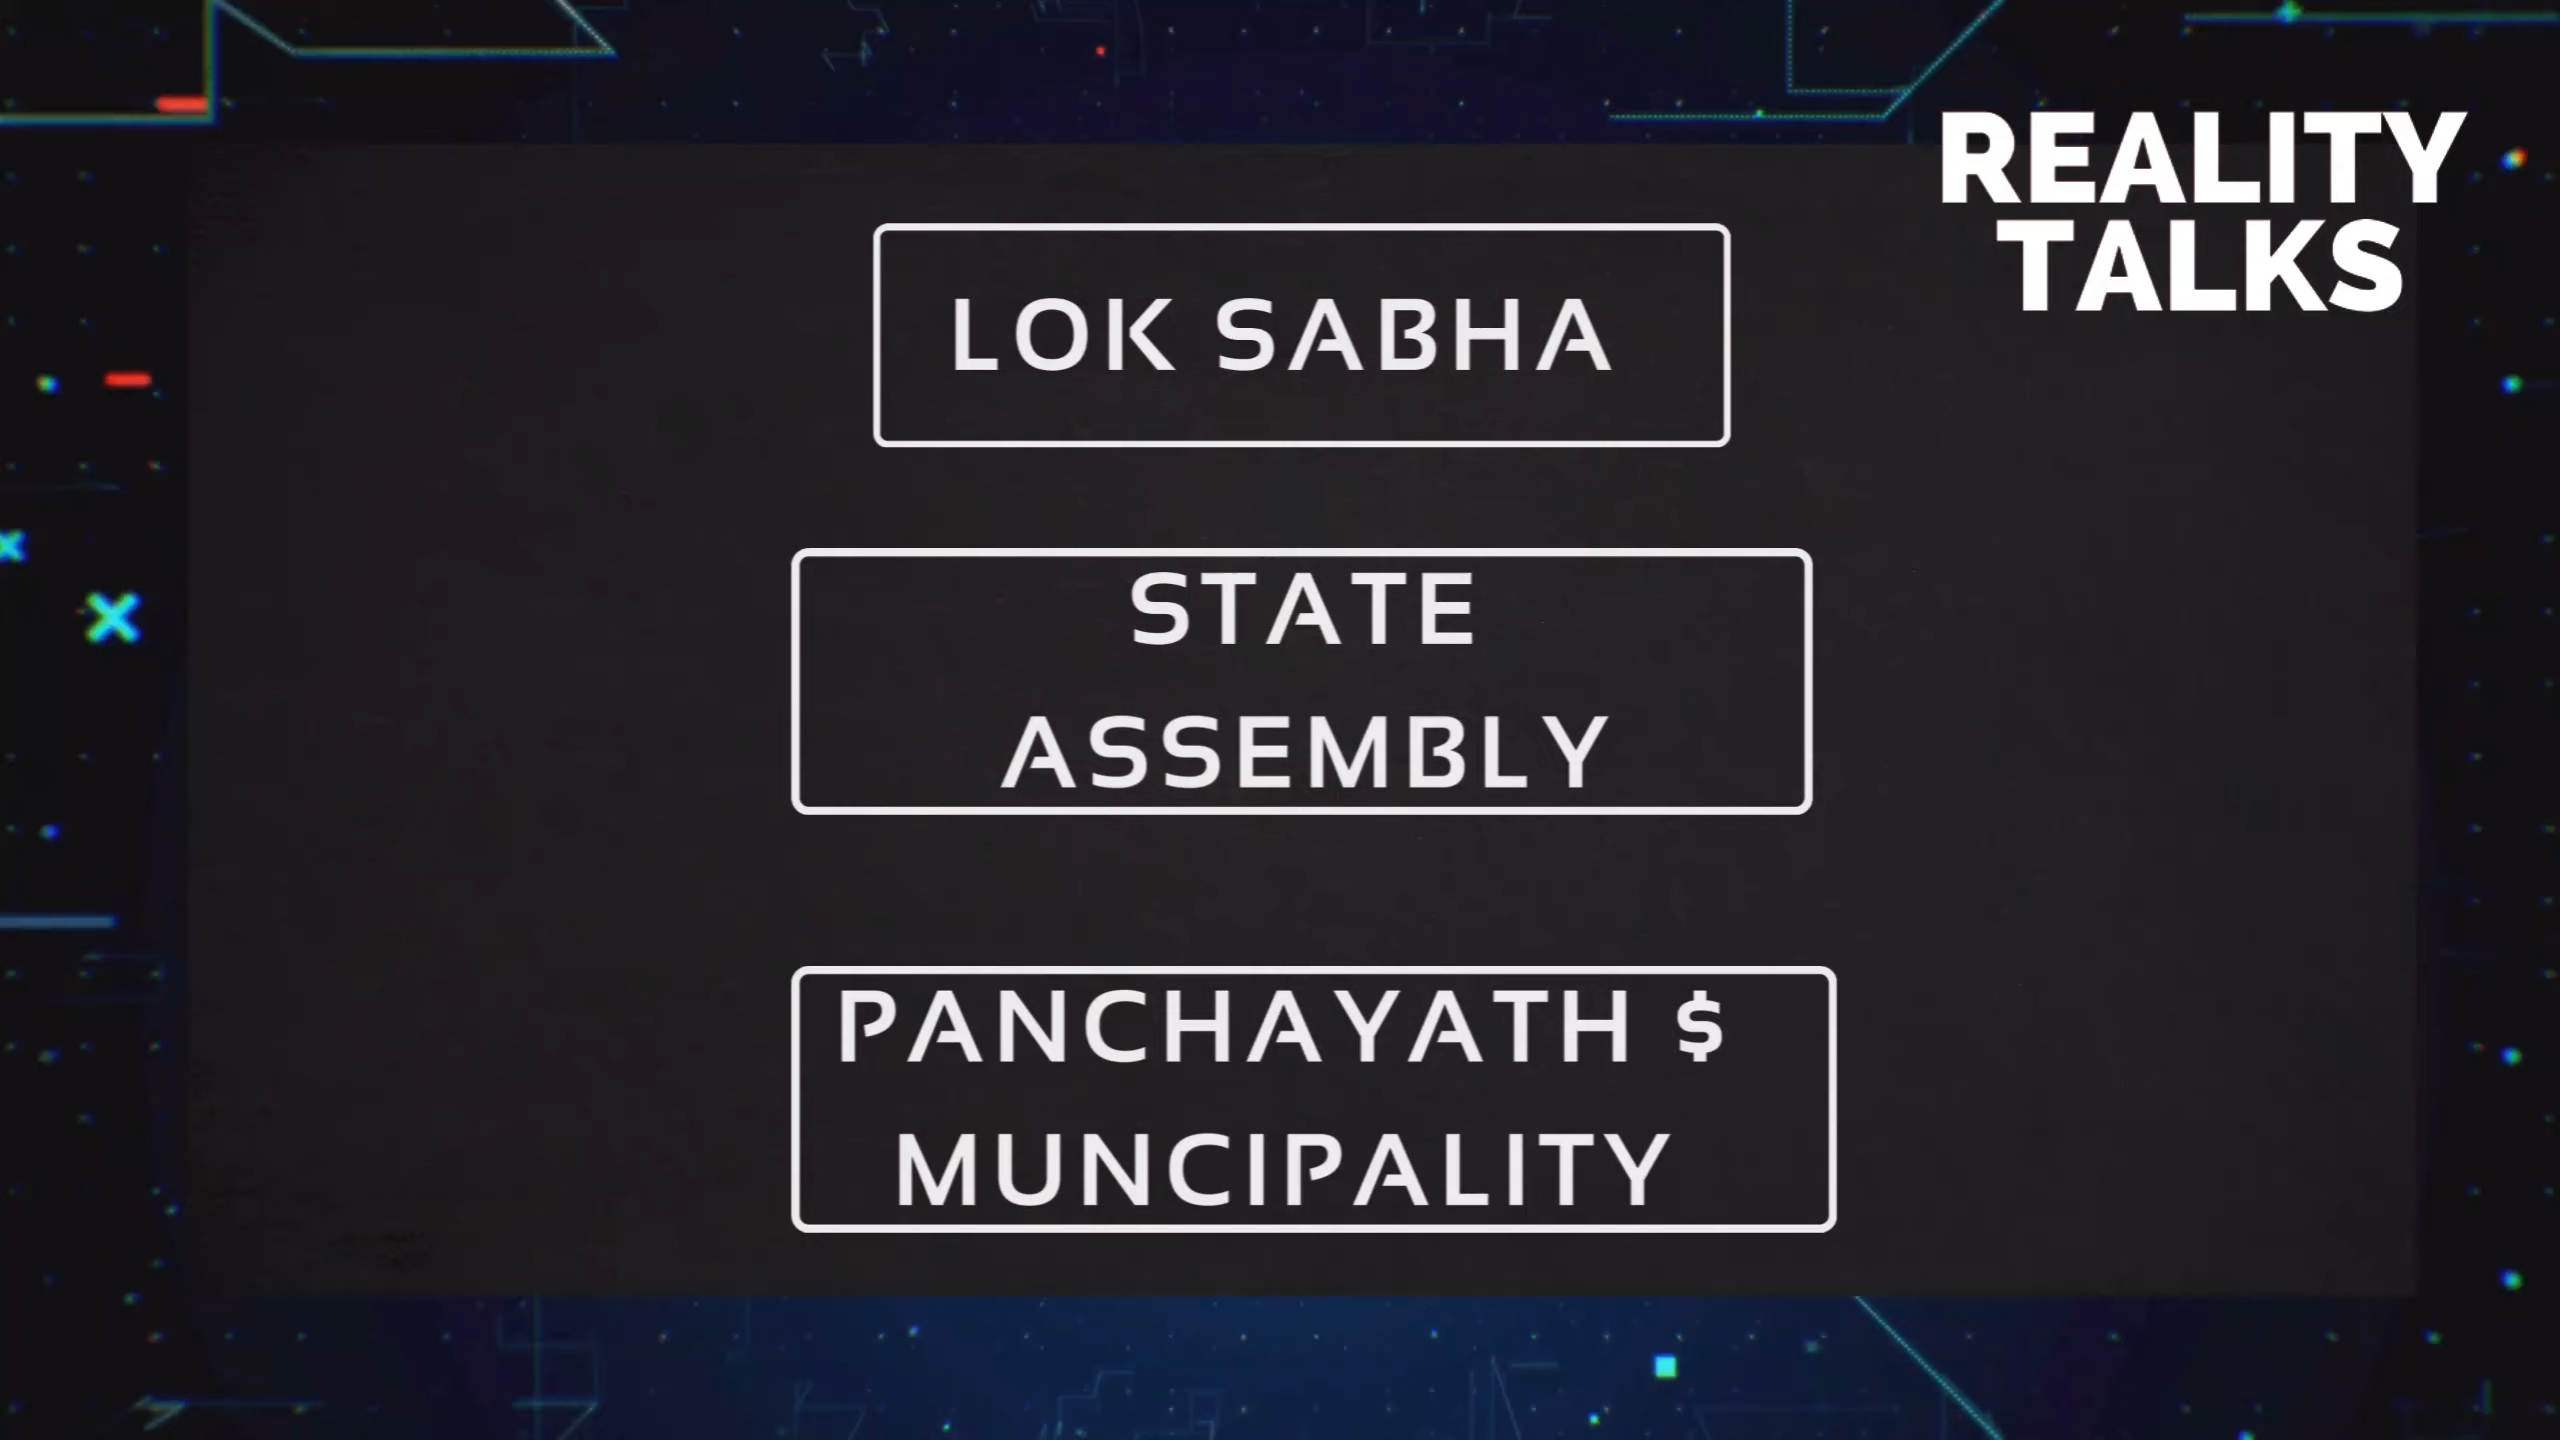 REALITY
TALKS
LOK SABHA
STATE
ASSEMBLY
PANCHAYATH $
MUNCIPALITY